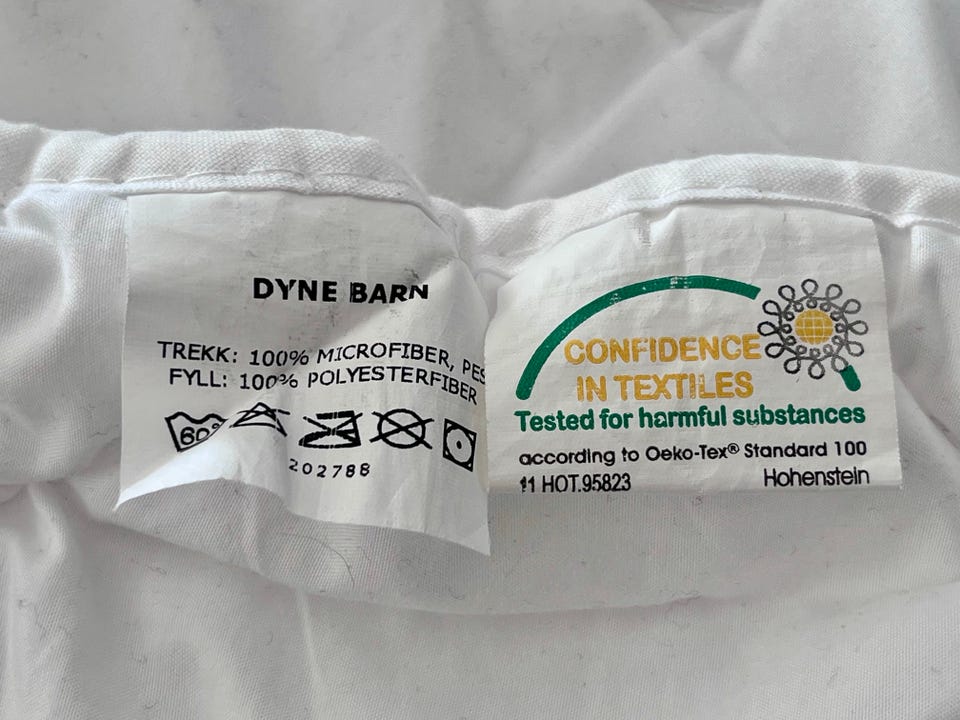 DYNE BARN
TREKK: 100% MICROFIBER, PES
FYLL: 100% POLYESTERFIBER
60°
202788
CONFIDENCE
IN TEXTILES
Tested for harmful substances
according to Oeko-Tex® Standard 100
11 HOT.95823 Hohenstein